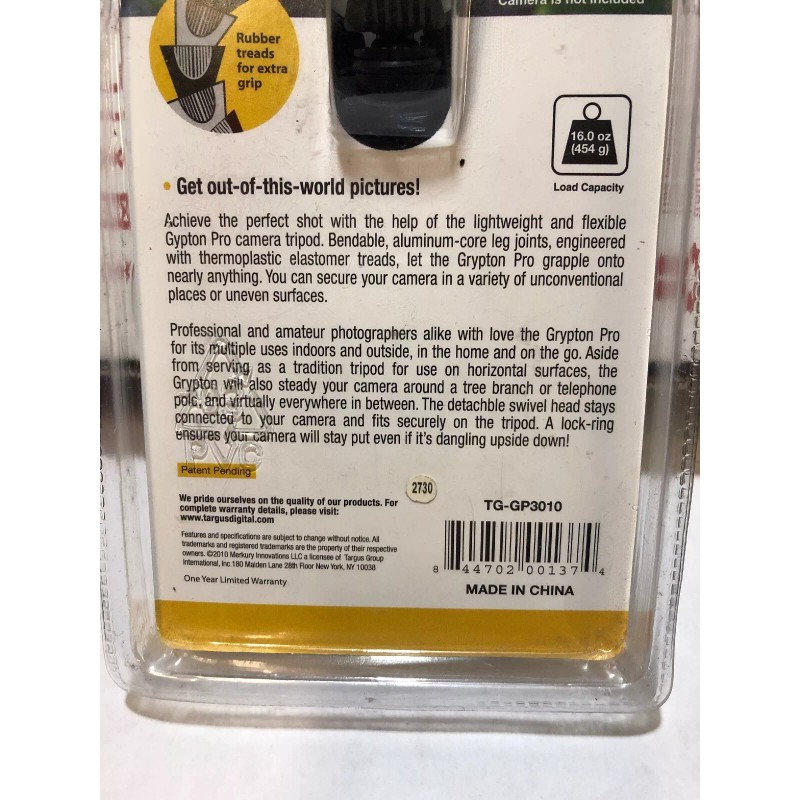 Camera is not included
Rubber
treads
for extra
grip
16.0 oz
(454 g)
Load Capacity
• Get out-of-this-world pictures!
Achieve the perfect shot with the help of the lightweight and flexible
Gypton Pro camera tripod. Bendable, aluminum-core leg joints, engineered
with thermoplastic elastomer treads, let the Grypton Pro grapple onto
nearly anything. You can secure your camera in a variety of unconventional
places or uneven surfaces.
Professional and amateur photographers alike with love the Grypton Pro
for its multiple uses indoors and outside, in the home and on the go. Aside
from serving as a tradition tripod for use on horizontal surfaces, the
Grypton will also steady your camera around a tree branch or telephone
pole, and virtually everywhere in between. The detachble swivel head stays
connected to your camera and fits securely on the tripod. A lock-ring
ensures your camera will stay put even if it's dangling upside down!
PVC
Patent Pending
2730
We pride ourselves on the quality of our products. For
complete warranty details, please visit:
www.targusdigital.com
Features and specifications are subject to change without notice. All
trademarks and registered trademarks are the property of their respective
owners. ©2010 Merkury Innovations LLC a licensee of Targus Group
International, inc 180 Maiden Lane 28th Floor New York, NY 10038
One Year Limited Warranty
TG-GP3010
8 44702 00137 4
MADE IN CHINA